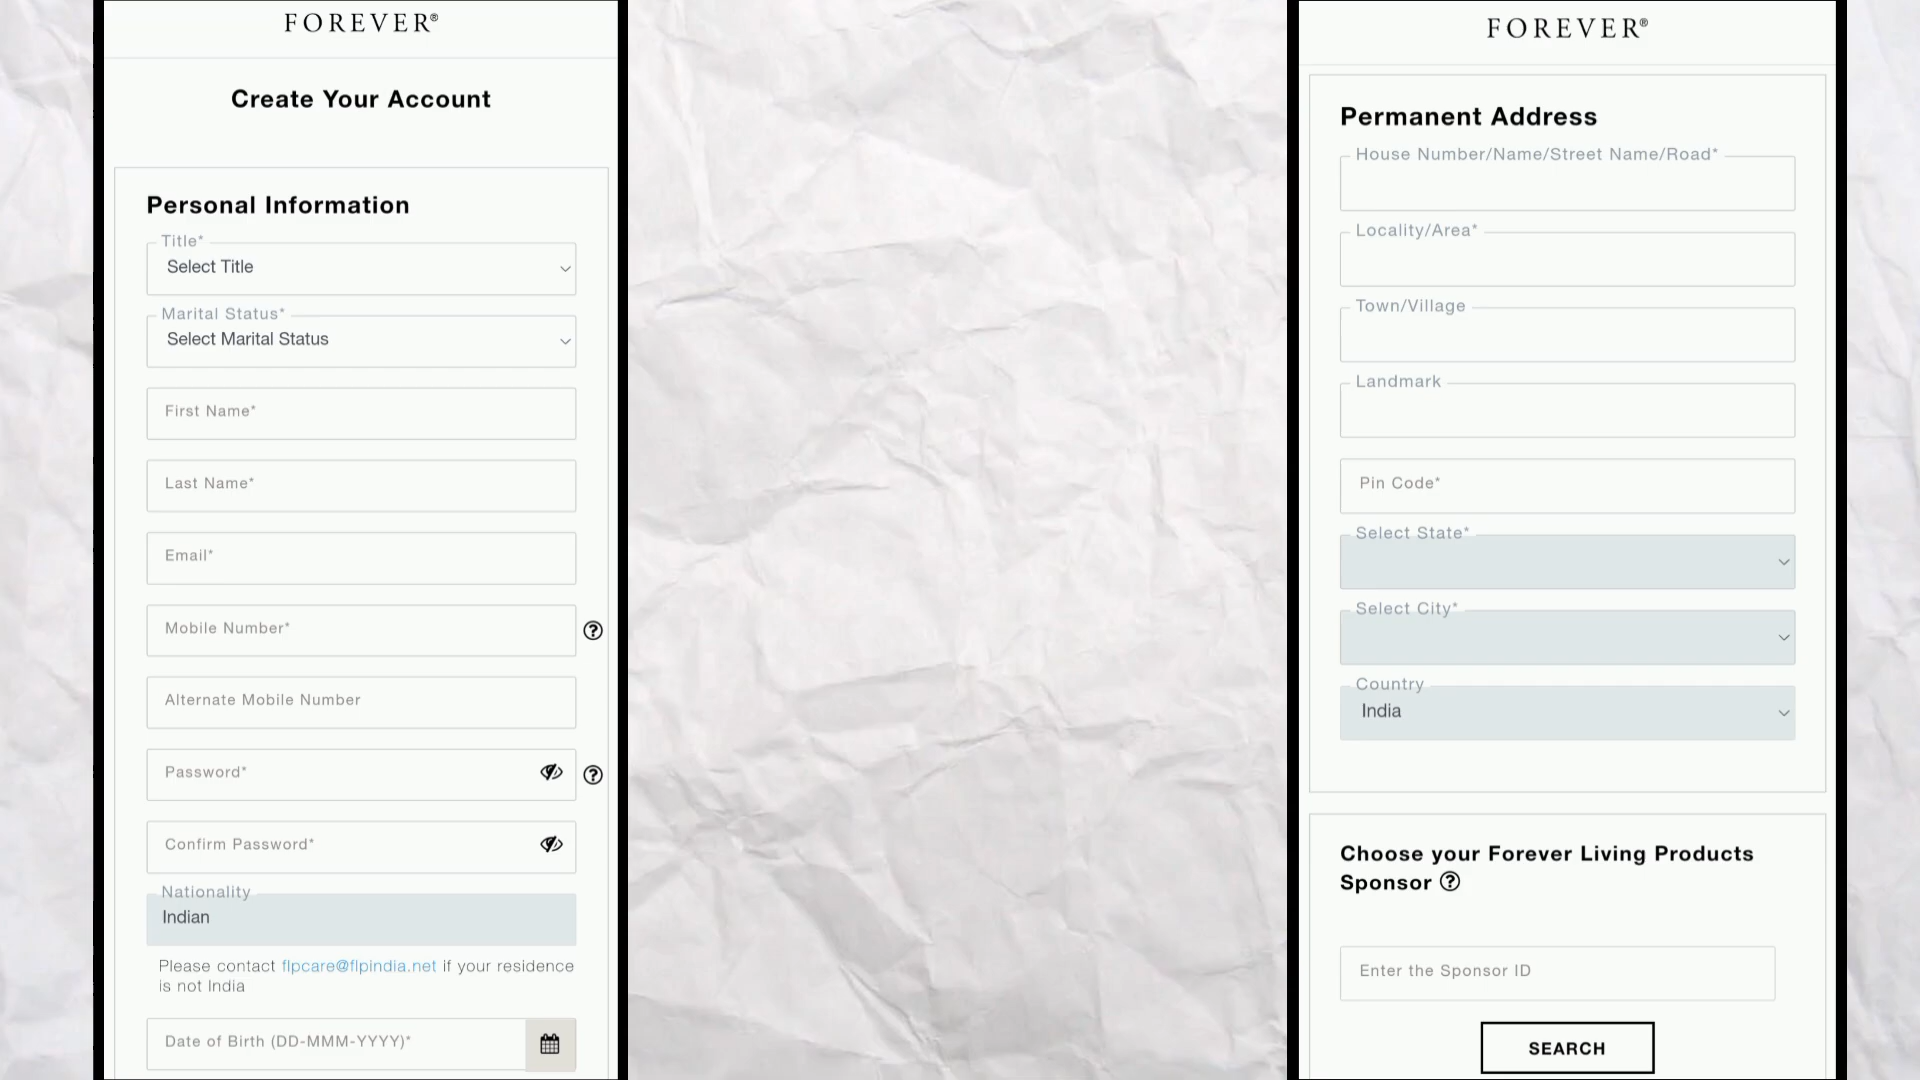 FOREVER®
Create Your Account
Personal Information
Title*
Select Title
Marital Status*
Select Marital Status
First Name*
Last Name*
Email*
Mobile Number*
Alternate Mobile Number
Password*
Confirm Password*
Nationality
Indian
Please contact flpcare@flpindia.net if your residence
is not India
Date of Birth (DD-MMM-YYYY)*
FOREVER®
Permanent Address
House Number/Name/Street Name/Road*
Locality/Area*
Town/Village
Landmark
Pin Code*
Select State*
Select City*
Country
India
Choose your Forever Living Products
Sponsor
Enter the Sponsor ID
SEARCH